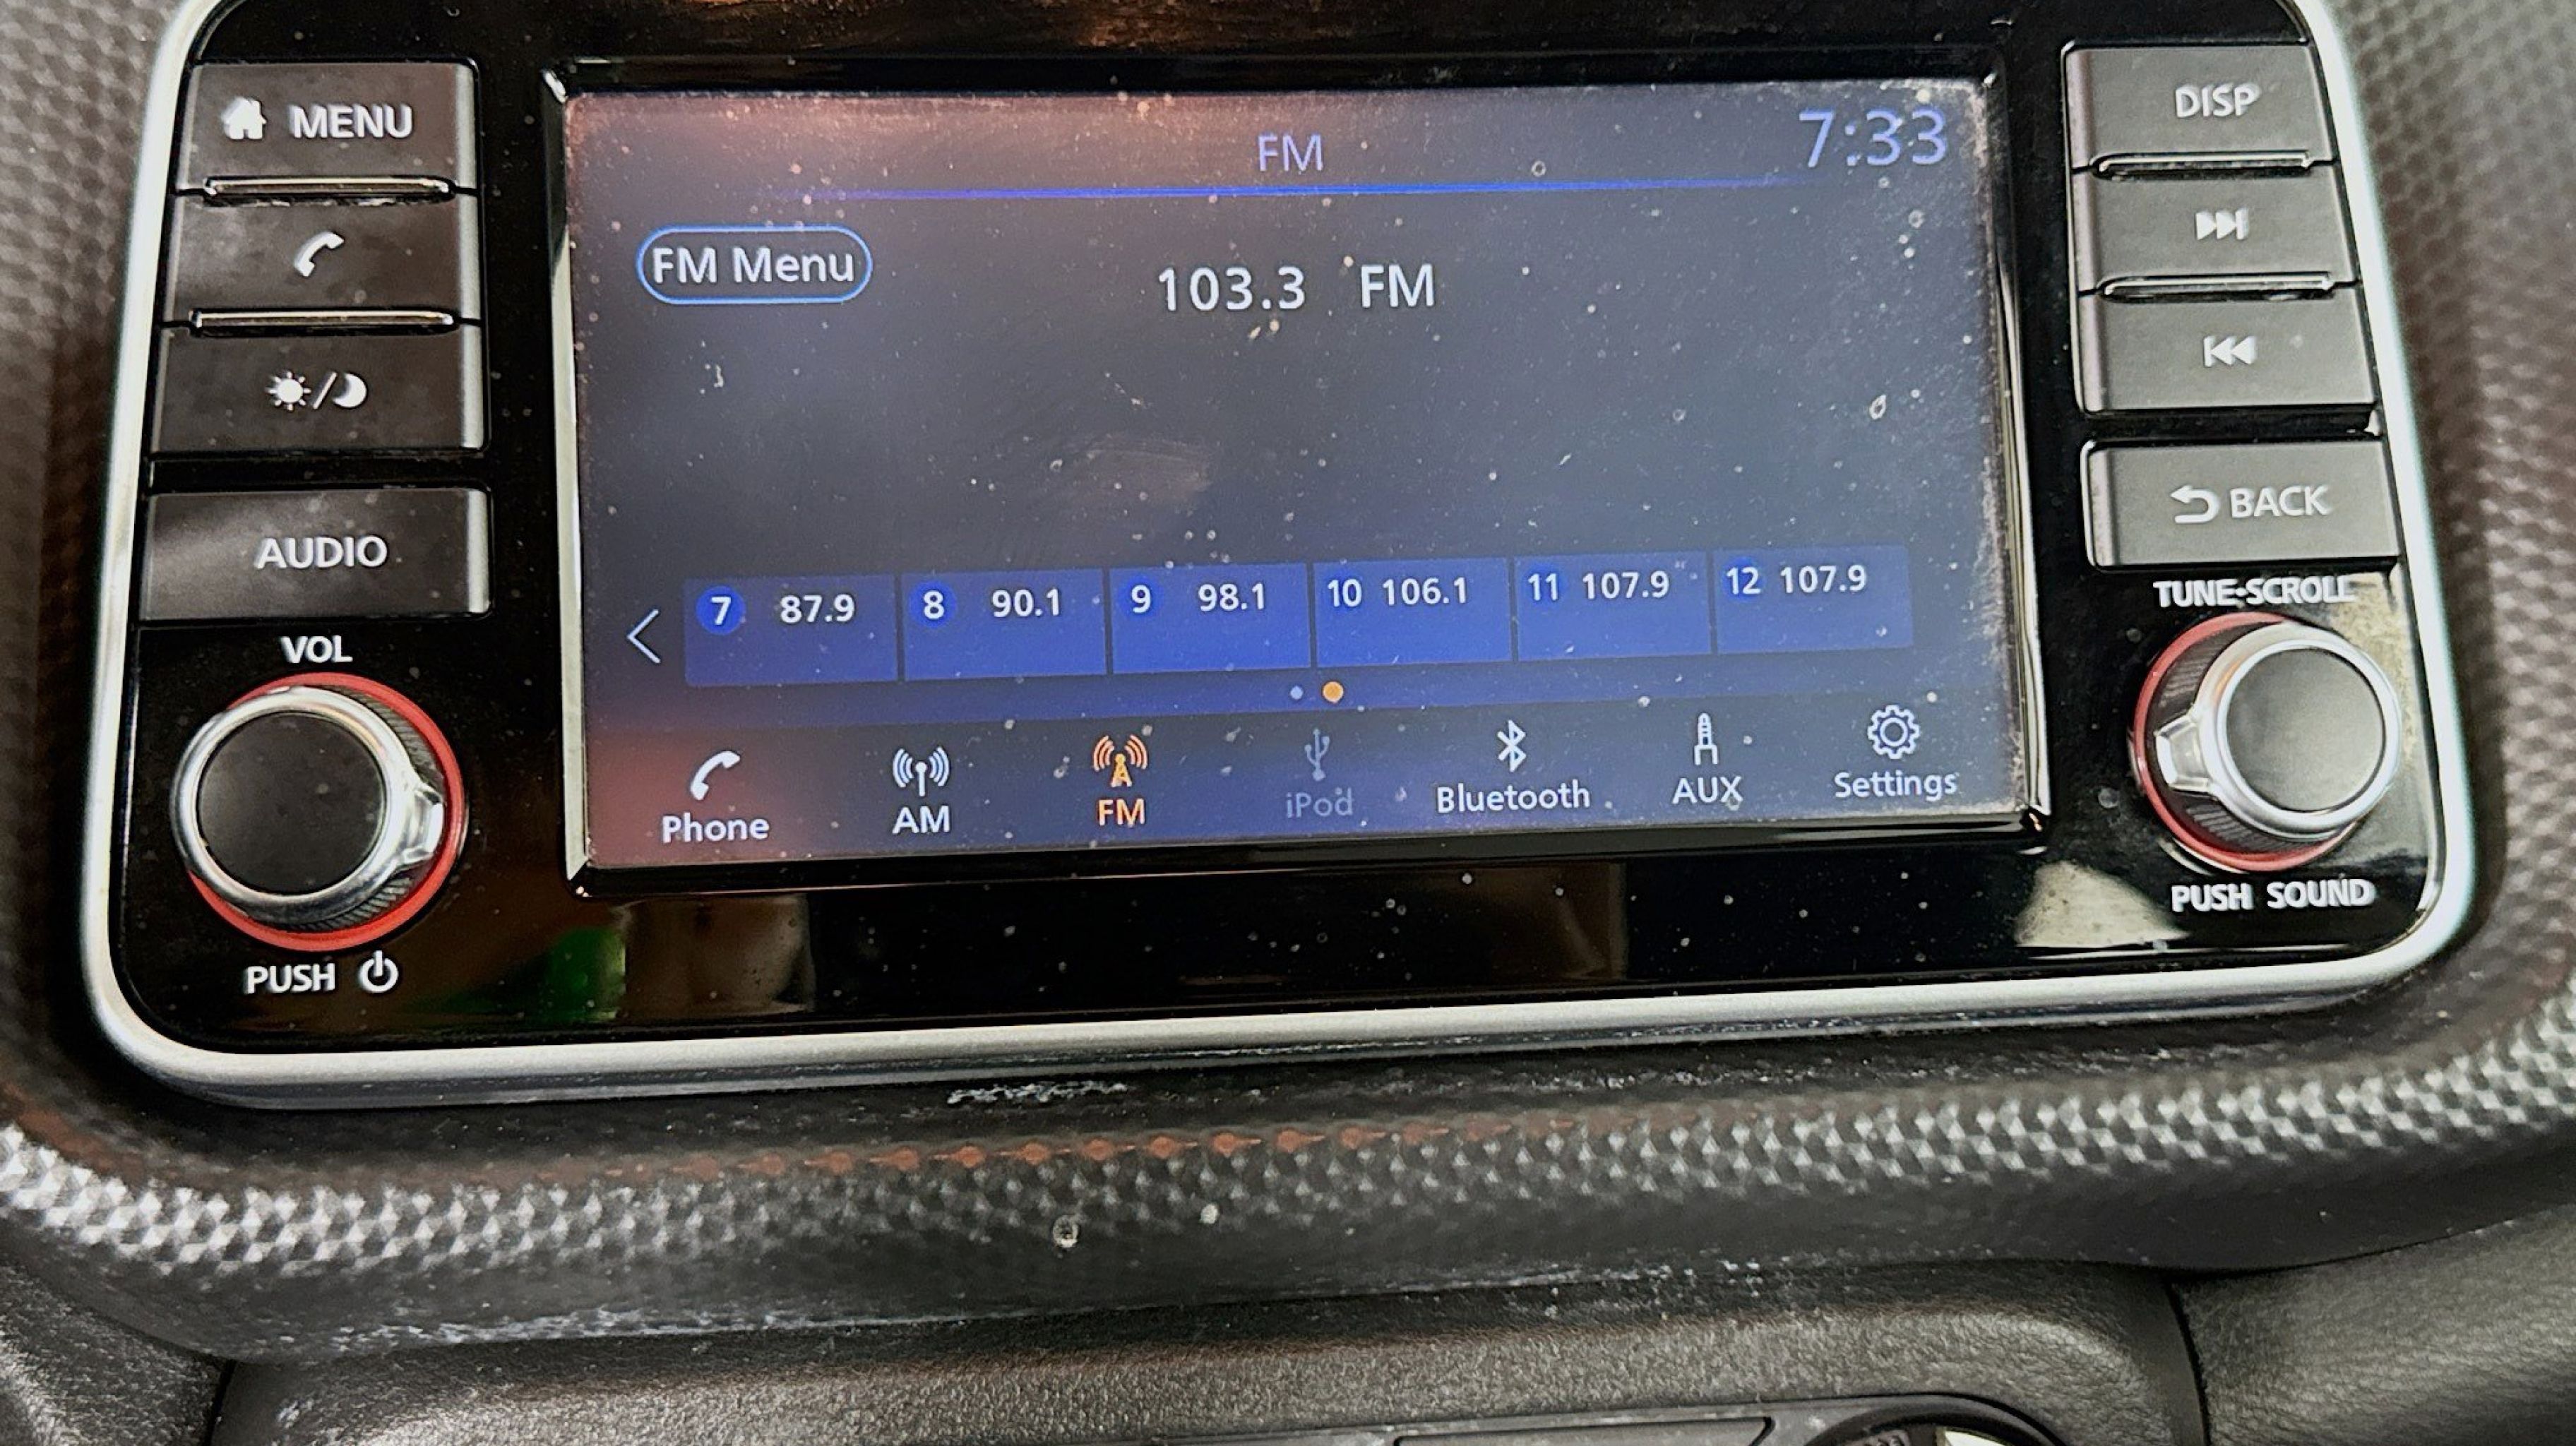 MENU
AUDIO
VOL
PUSH
FM 7:33
FM Menu
103.3 FM
7 87.9 8 90.1 9 98.1 10 106.1 11 107.9 12 107.9
Phone AM FM iPod Bluetooth AUX Settings
DISP
BACK
TUNE·SCROLL
PUSH SOUND